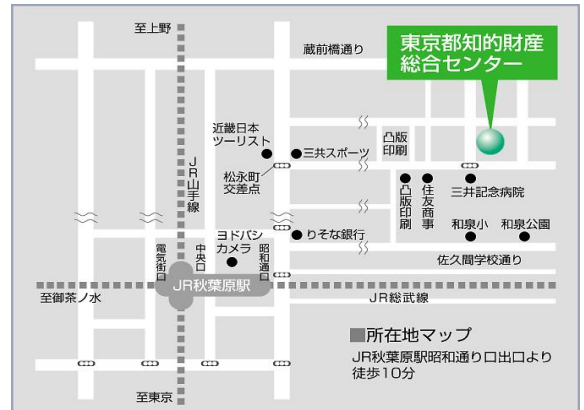 至上野
蔵前橋通り
東京都知的財産
総合センター
近畿日本
ツーリスト
三共スポーツ
凸版
印刷
JR山手線
松永町
交差点
凸版印刷
住友商事
三井記念病院
ヨドバシ
カメラ
りそな銀行
和泉小
和泉公園
電気街口
中央口
昭和通口
佐久間学校通り
JR秋葉原駅
至御茶ノ水
JR総武線
■所在地マップ
JR秋葉原駅昭和通り口出口より
徒歩10分
至東京